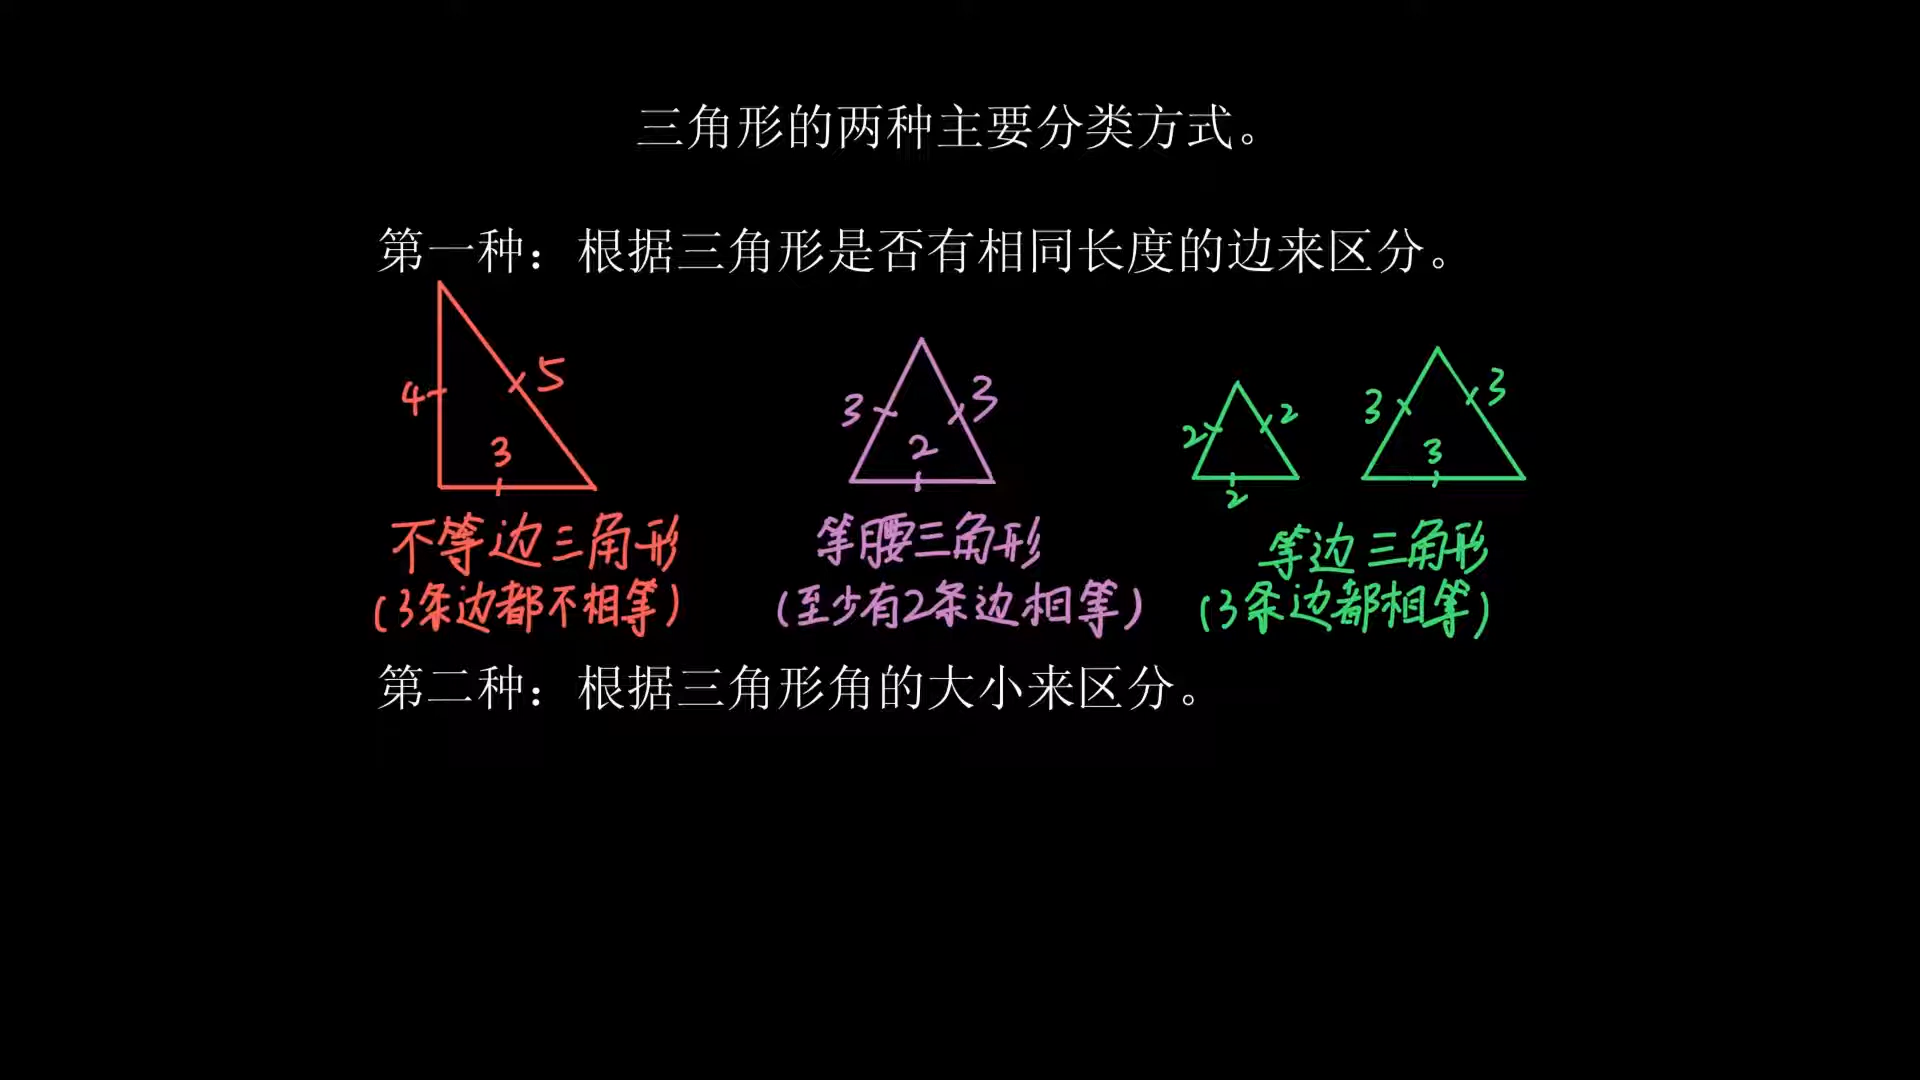 三角形的两种主要分类方式。
第一种：根据三角形是否有相同长度的边来区分。
4 5 3
3 3 2
2 2 2
3 3 3
不等边三角形
(3条边都不相等)
等腰三角形
(至少有2条边相等)
等边三角形
(3条边都相等)
第二种：根据三角形角的大小来区分。